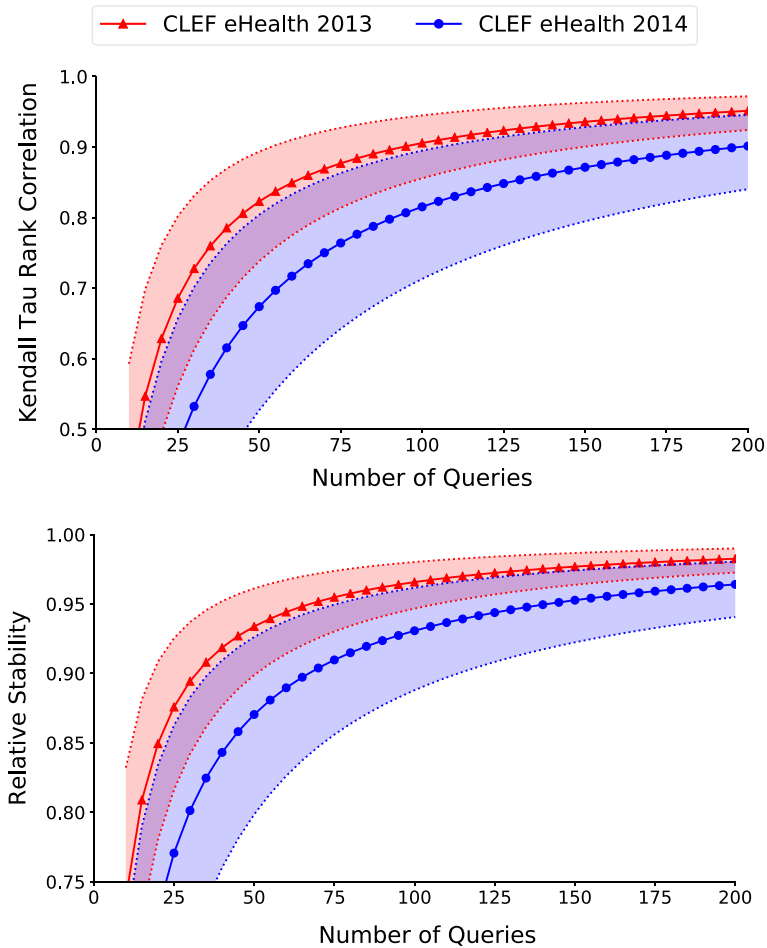 CLEF eHealth 2013 CLEF eHealth 2014
Kendall Tau Rank Correlation
1.0
0.9
0.8
0.7
0.6
0.5
0 25 50 75 100 125 150 175 200
Number of Queries
Relative Stability
1.00
0.95
0.90
0.85
0.80
0.75
0 25 50 75 100 125 150 175 200
Number of Queries